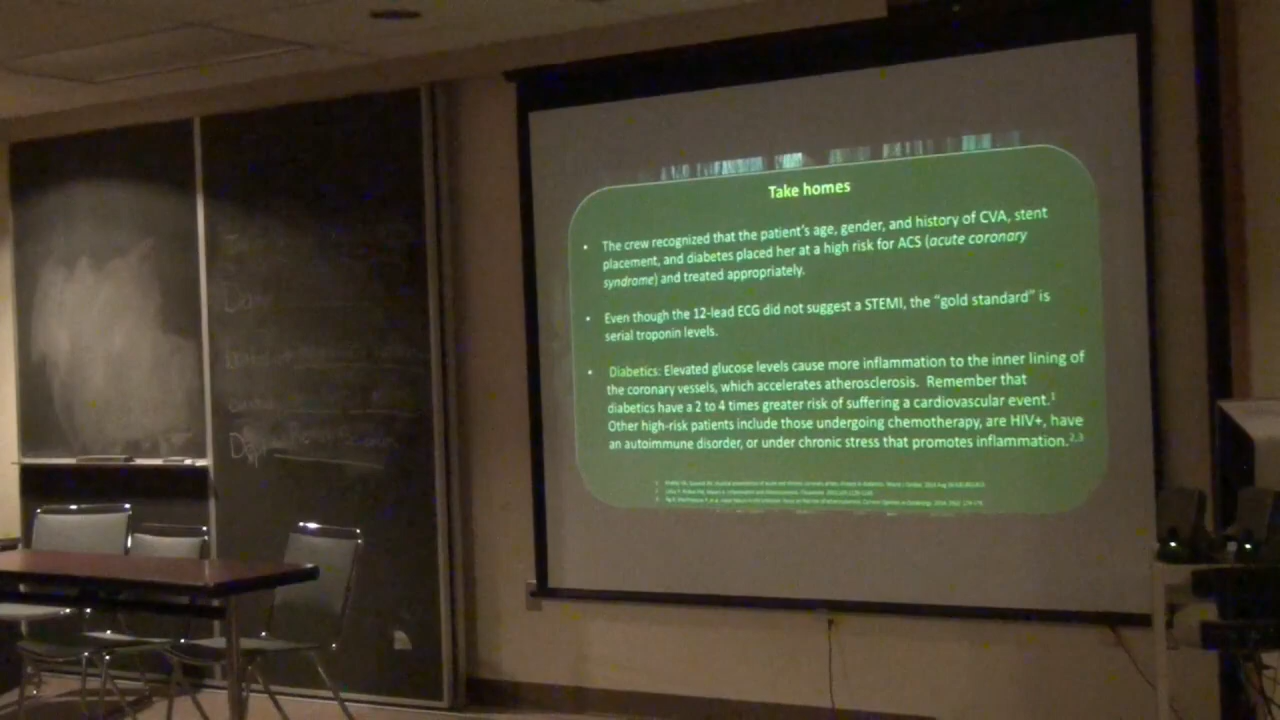 Take homes
• The crew recognized that the patient's age, gender, and history of CVA, stent
placement, and diabetes placed her at a high risk for ACS (acute coronary
syndrome) and treated appropriately.
• Even though the 12-lead ECG did not suggest a STEMI, the "gold standard" is
serial troponin levels.
• Diabetics: Elevated glucose levels cause more inflammation to the inner lining of
the coronary vessels, which accelerates atherosclerosis. Remember that
diabetics have a 2 to 4 times greater risk of suffering a cardiovascular event.1
Other high-risk patients include those undergoing chemotherapy, are HIV+, have
an autoimmune disorder, or under chronic stress that promotes inflammation.2,3